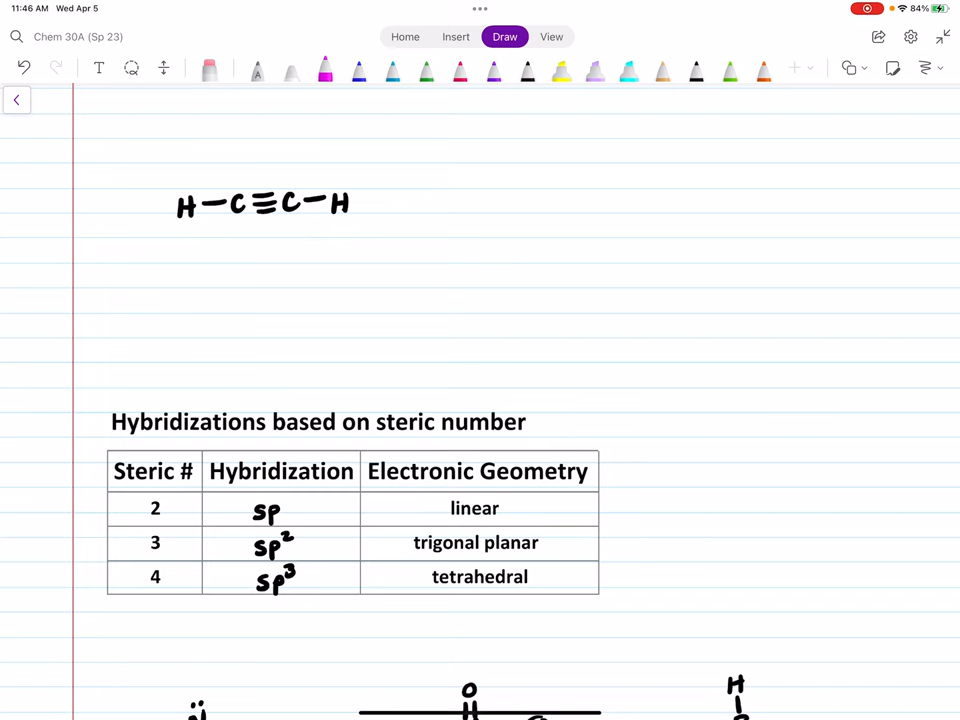 11:46 AM Wed Apr 5
84%
Chem 30A (Sp 23)
Home Insert Draw View
H-C≡C-H
Hybridizations based on steric number
Steric # Hybridization Electronic Geometry
2 sp linear
3 sp² trigonal planar
4 sp³ tetrahedral
O
H